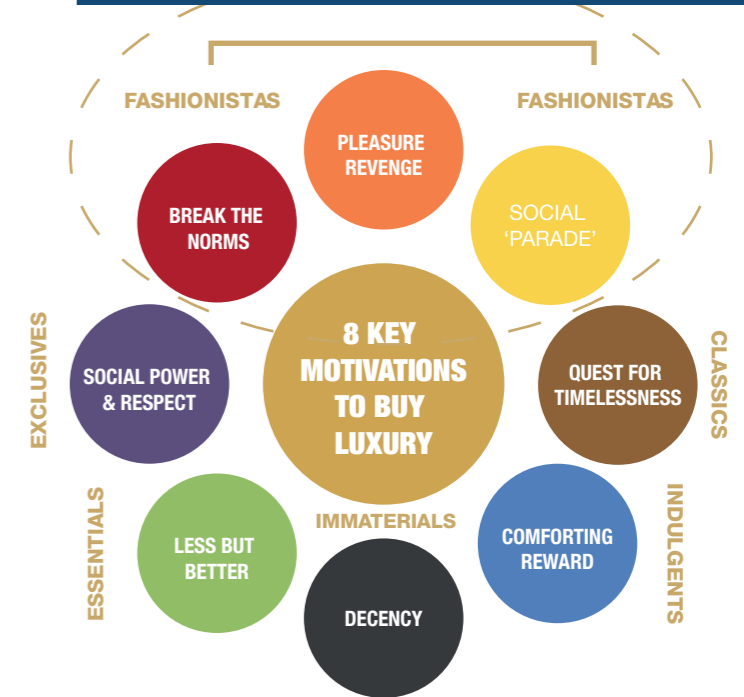 FASHIONISTAS
FASHIONISTAS
PLEASURE
REVENGE
BREAK THE
NORMS
SOCIAL
‘PARADE’
8 KEY
MOTIVATIONS
TO BUY
LUXURY
EXCLUSIVES
SOCIAL POWER
& RESPECT
QUEST FOR
TIMELESSNESS
CLASSICS
ESSENTIALS
LESS BUT
BETTER
IMMATERIALS
COMFORTING
REWARD
INDULGENTS
DECENCY